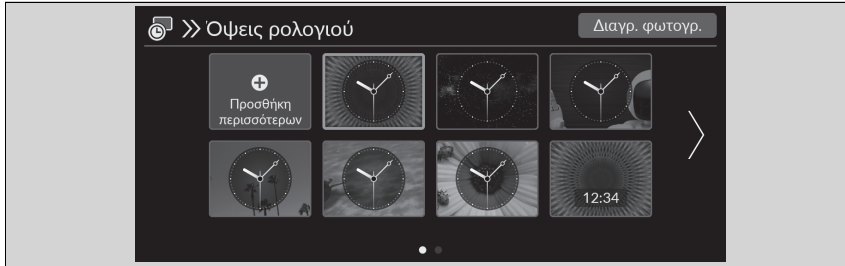 Όψεις ρολογιού
Διαγρ. φωτογρ.
Προσθήκη
περισσότερων
12:34